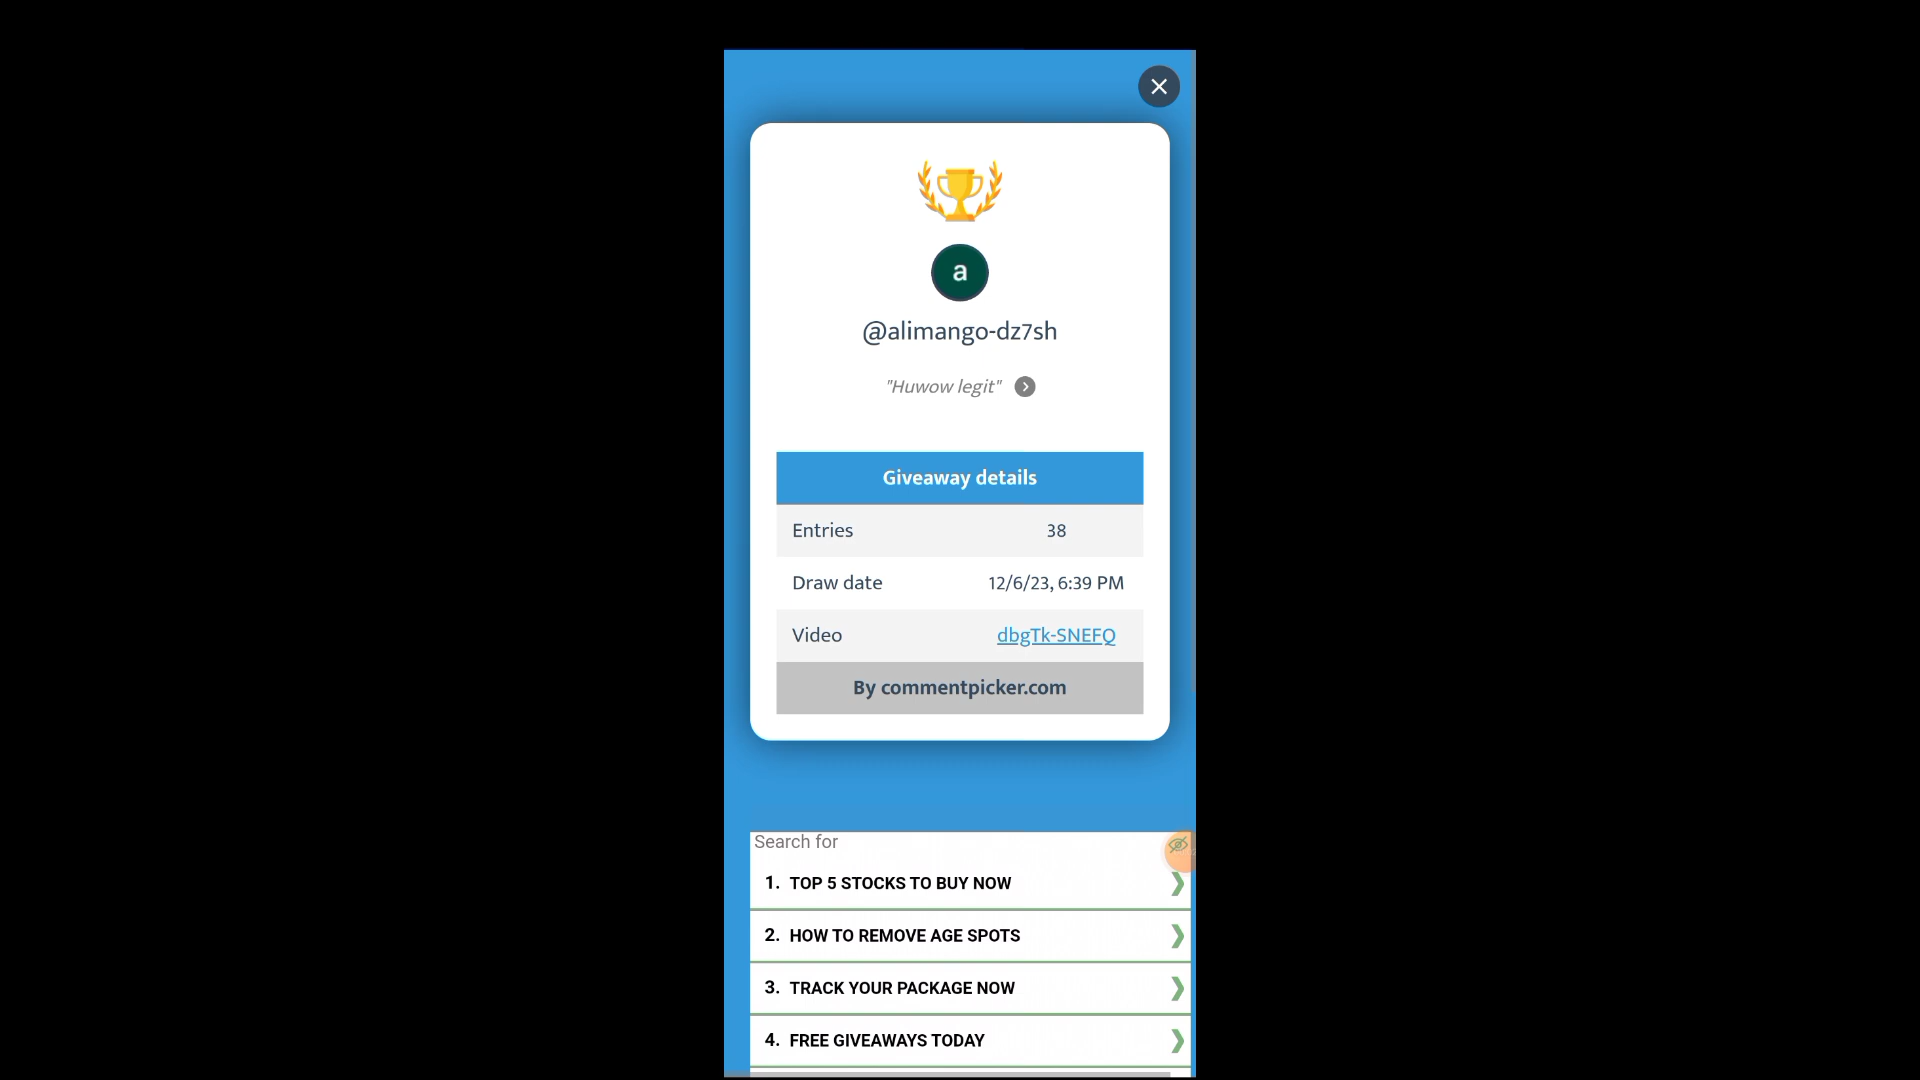 a
@alimango-dz7sh
"Huwow legit"
Giveaway details
Entries 38
Draw date 12/6/23, 6:39 PM
Video dbgTk-SNEFQ
By commentpicker.com
Search for
1. TOP 5 STOCKS TO BUY NOW
2. HOW TO REMOVE AGE SPOTS
3. TRACK YOUR PACKAGE NOW
4. FREE GIVEAWAYS TODAY